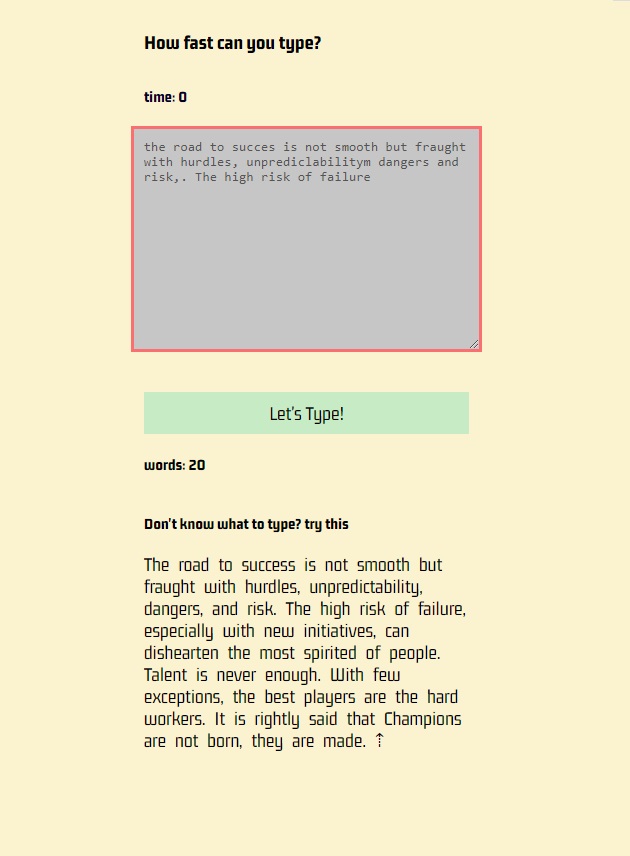 How fast can you type?
time: 0
the road to succes is not smooth but fraught
with hurdles, unprediclabilitym dangers and
risk,. The high risk of failure
Let's Type!
words: 20
Don't know what to type? try this
The road to success is not smooth but
fraught with hurdles, unpredictability,
dangers, and risk. The high risk of failure,
especially with new initiatives, can
dishearten the most spirited of people.
Talent is never enough. With few
exceptions, the best players are the hard
workers. It is rightly said that Champions
are not born, they are made. ⇡